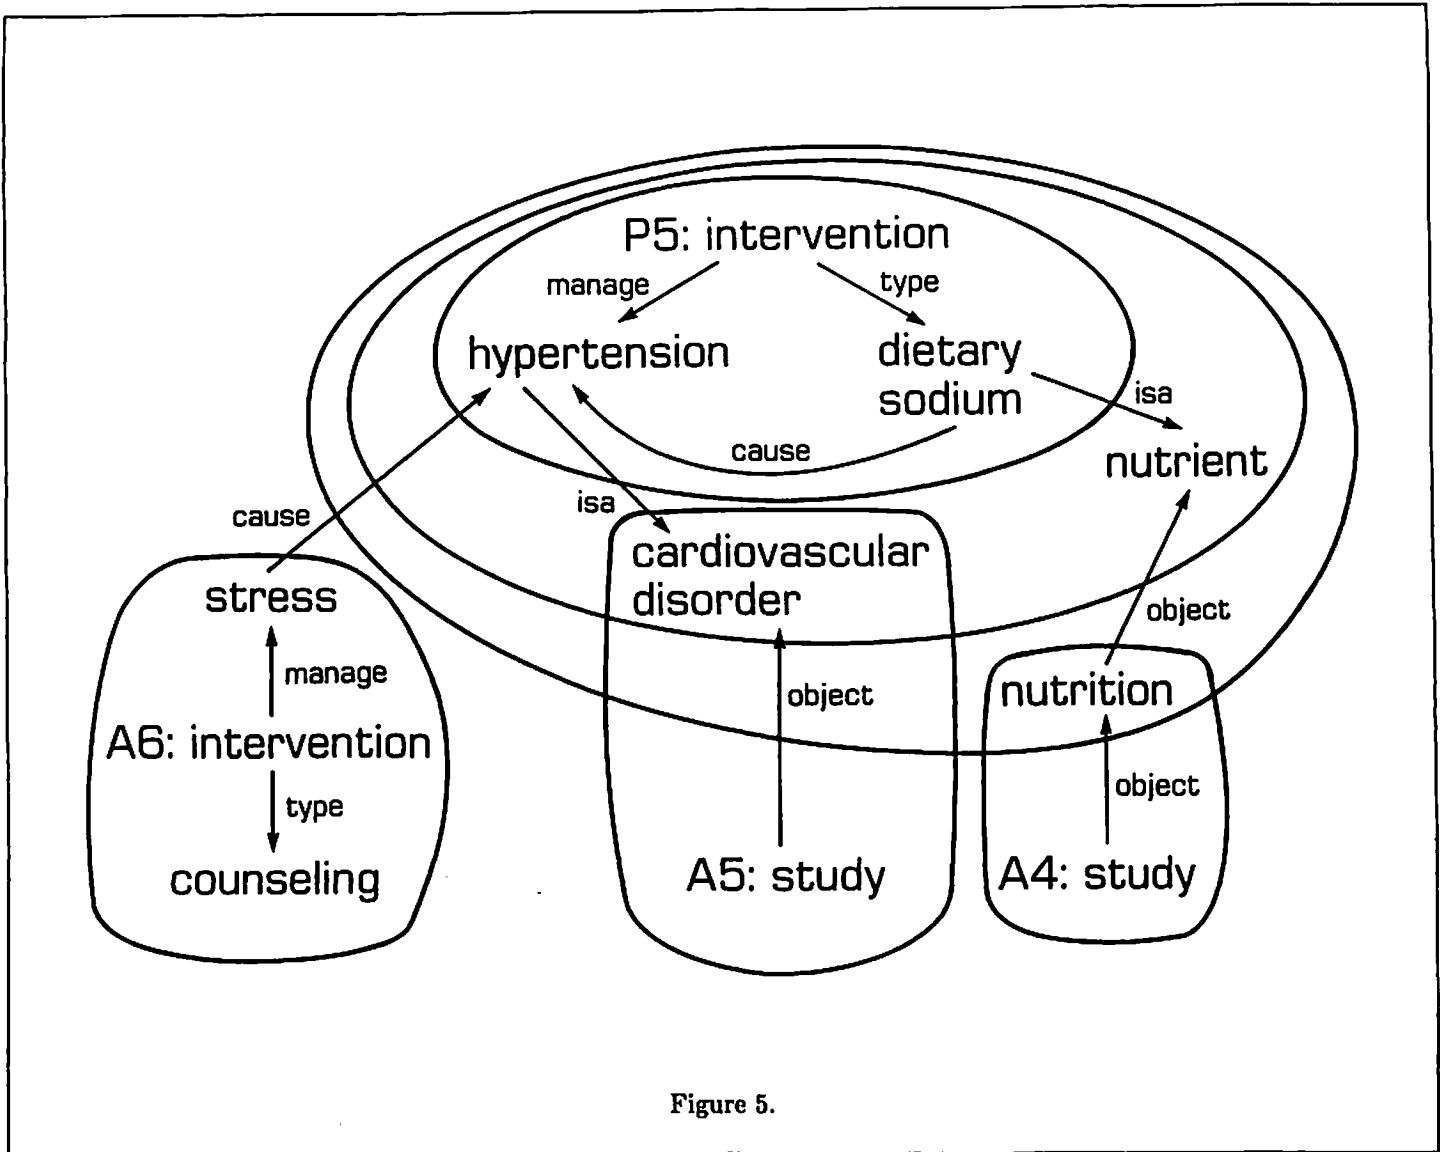 P5: intervention
manage
type
hypertension
dietary
sodium
isa
cause
nutrient
isa
cause
cardiovascular
disorder
stress
object
manage
object
nutrition
A6: intervention
object
type
counseling
A5: study
A4: study
Figure 5.